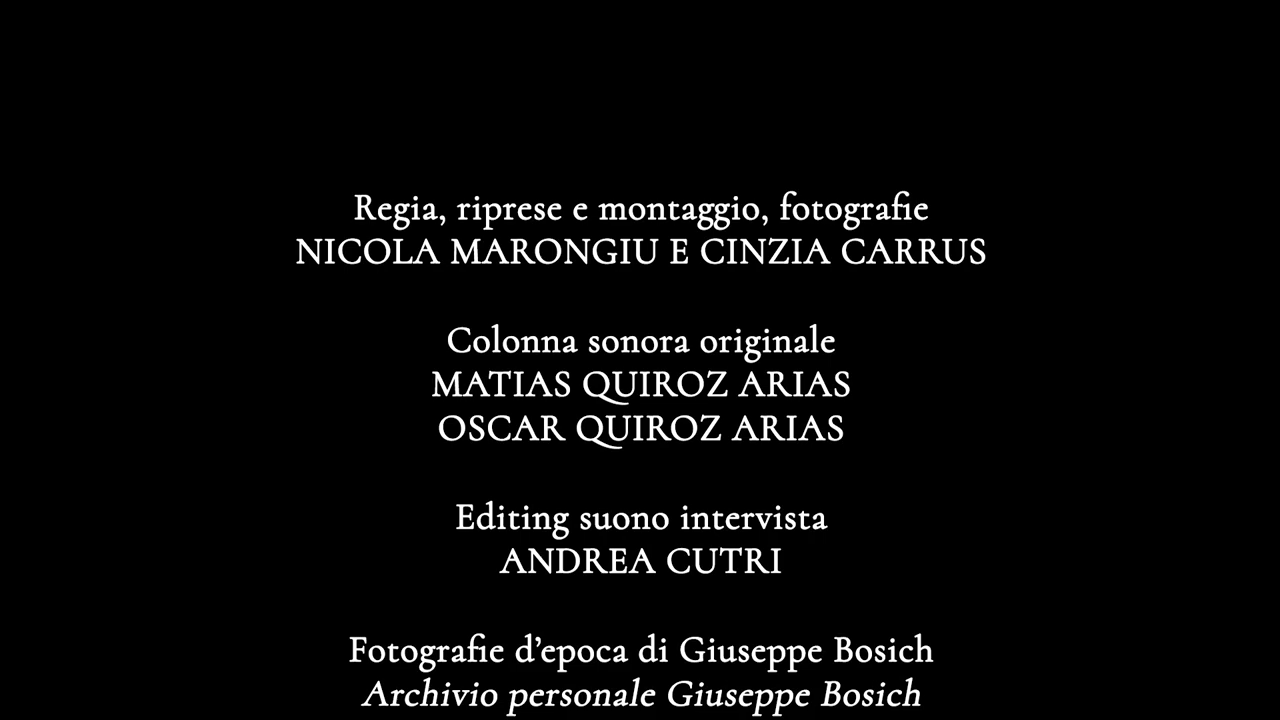 Regia, riprese e montaggio, fotografie
NICOLA MARONGIU E CINZIA CARRUS
Colonna sonora originale
MATIAS QUIROZ ARIAS
OSCAR QUIROZ ARIAS
Editing suono intervista
ANDREA CUTRI
Fotografie d’epoca di Giuseppe Bosich
Archivio personale Giuseppe Bosich